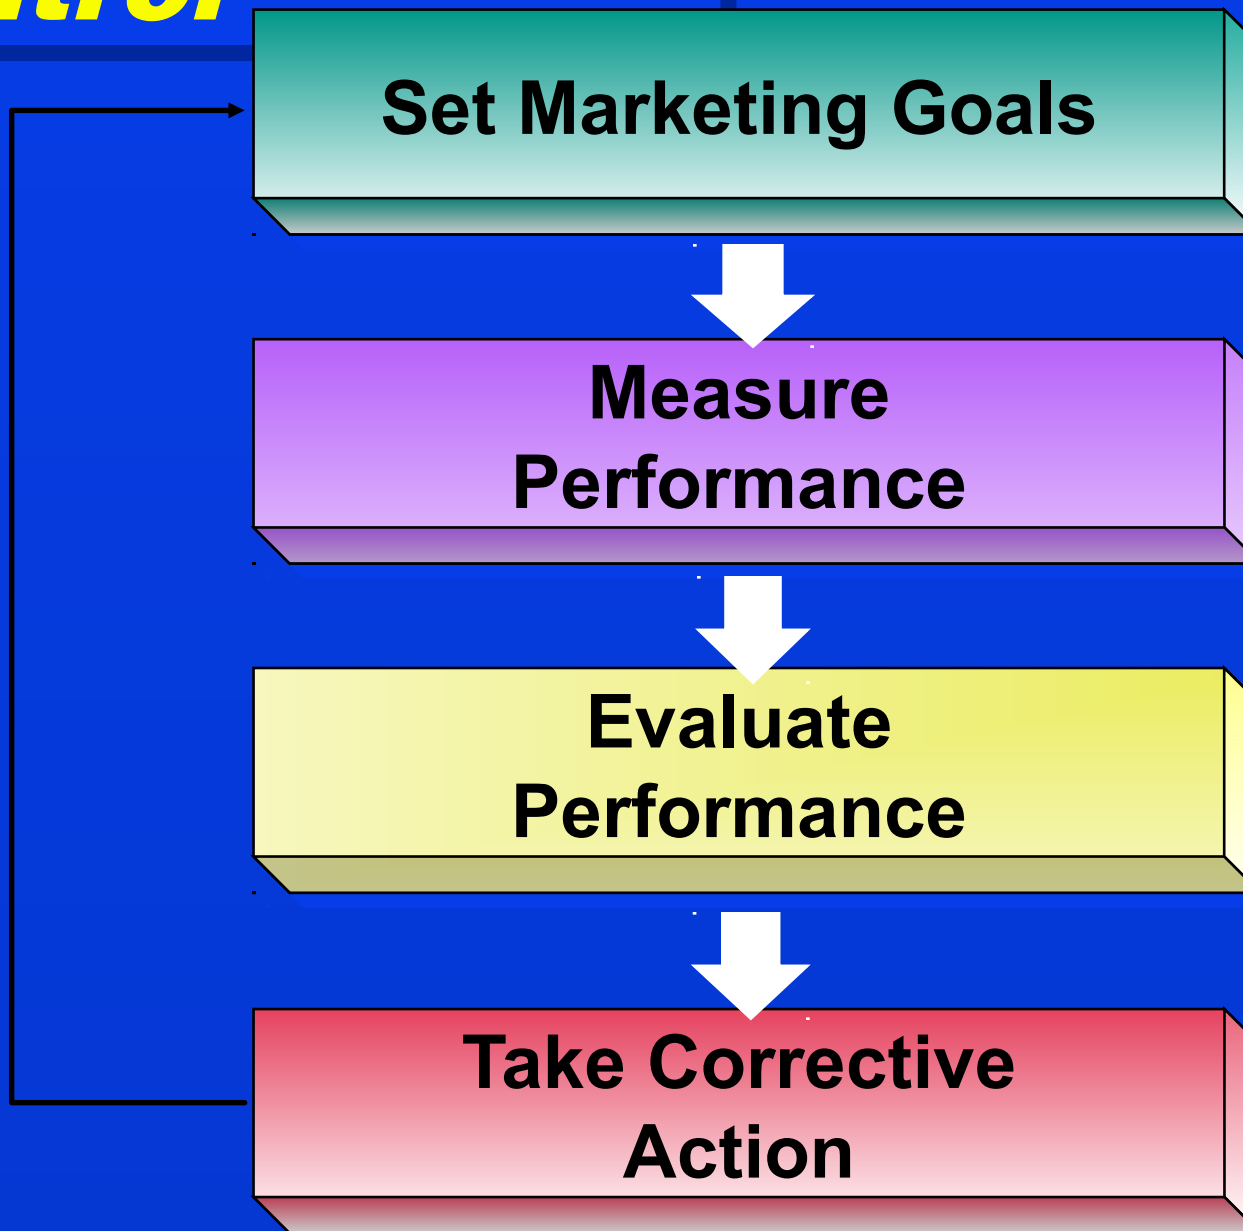 Set Marketing Goals
Measure
Performance
Evaluate
Performance
Take Corrective
Action